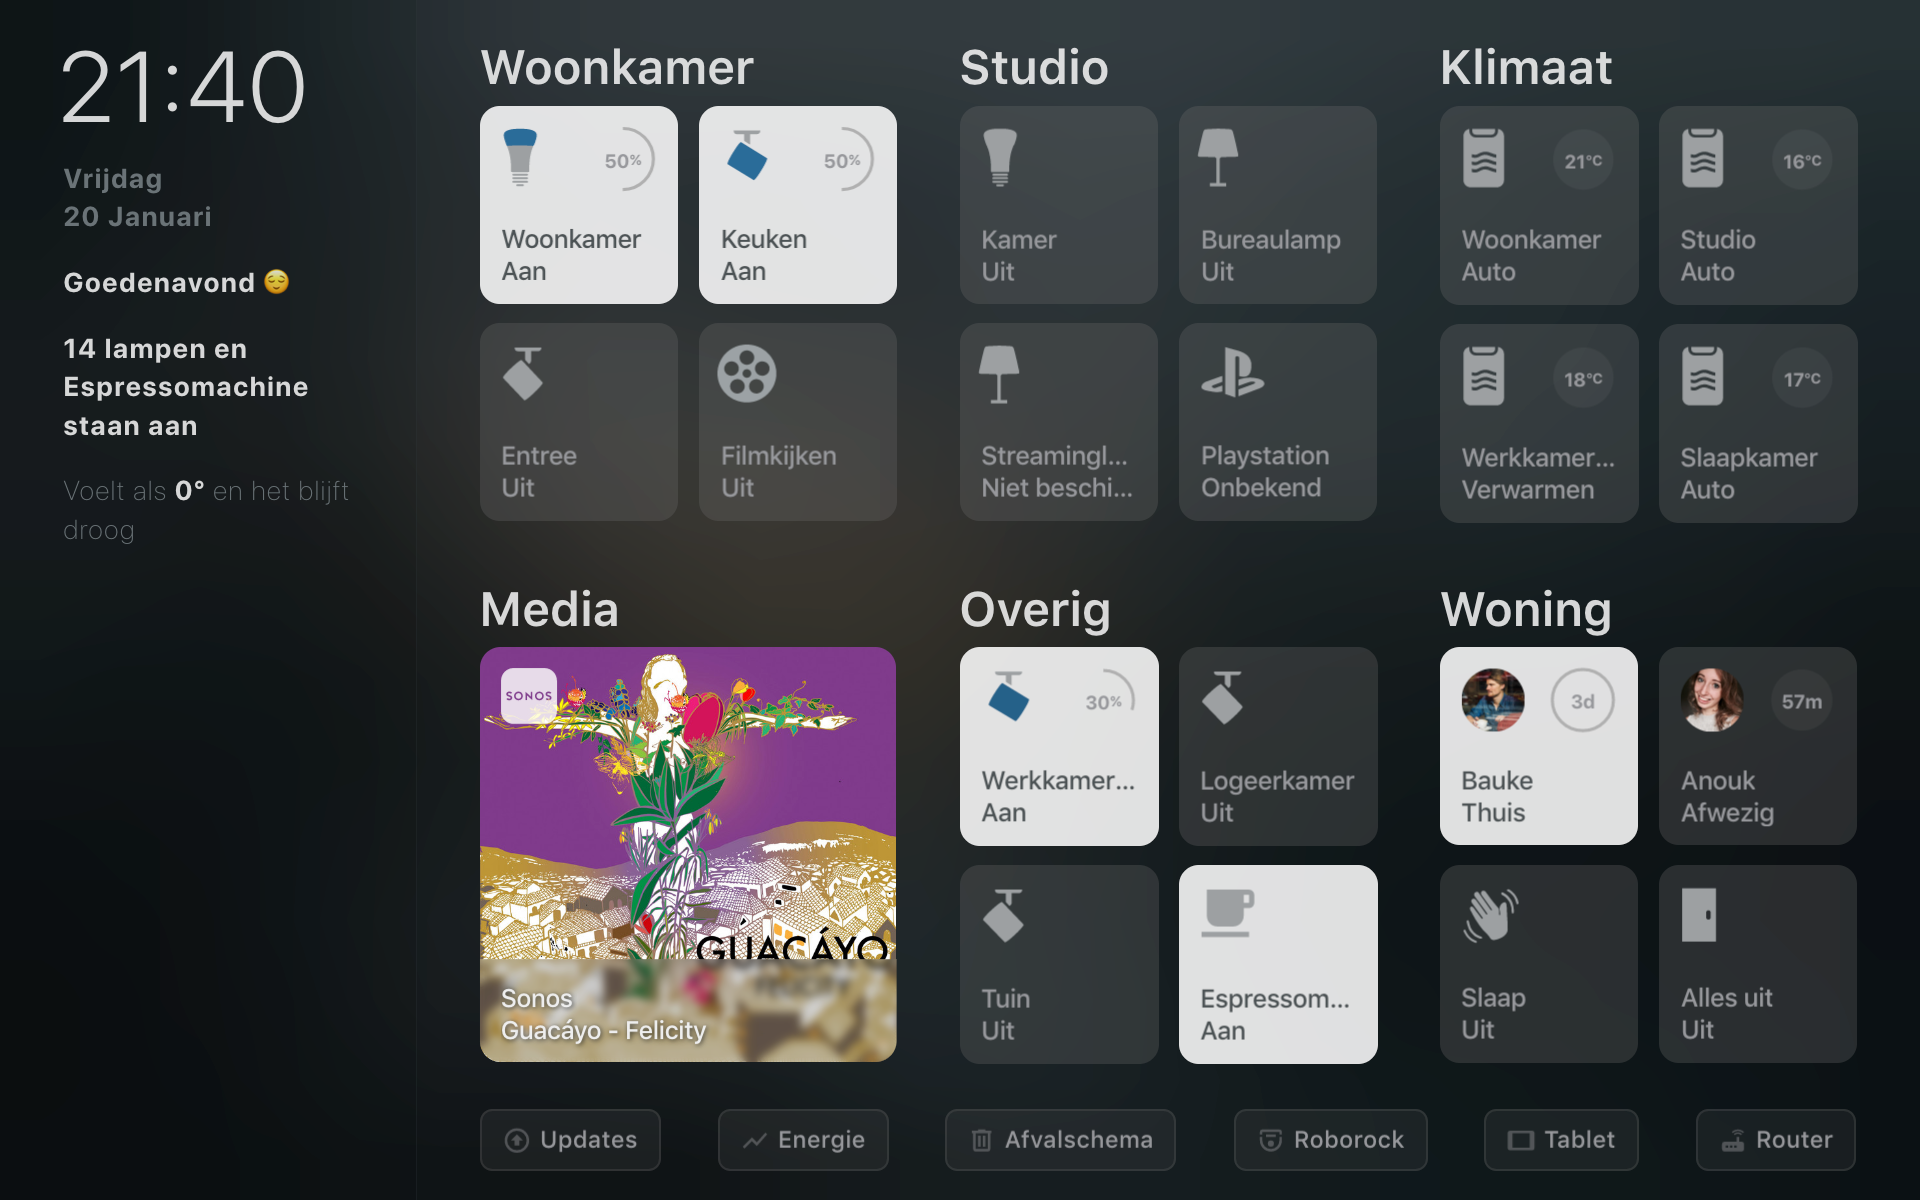 21:40
Vrijdag
20 Januari
Goedenavond 😌
14 lampen en
Espressomachine
staan aan
Voelt als 0° en het blijft
droog
Woonkamer
50%
Woonkamer
Aan
50%
Keuken
Aan
Entree
Uit
Filmkijken
Uit
Studio
Kamer
Uit
Bureaulamp
Uit
Streamingl...
Niet beschi...
Playstation
Onbekend
Klimaat
21°C
Woonkamer
Auto
16°C
Studio
Auto
18°C
Werkkamer...
Verwarmen
17°C
Slaapkamer
Auto
Media
SONOS
GUACÁYO
Sonos
Guacáyo - Felicity
Overig
30%
Werkkamer...
Aan
Logeerkamer
Uit
Tuin
Uit
Espressom...
Aan
Woning
3d
Bauke
Thuis
57m
Anouk
Afwezig
Slaap
Uit
Alles uit
Uit
Updates
Energie
Afvalschema
Roborock
Tablet
Router